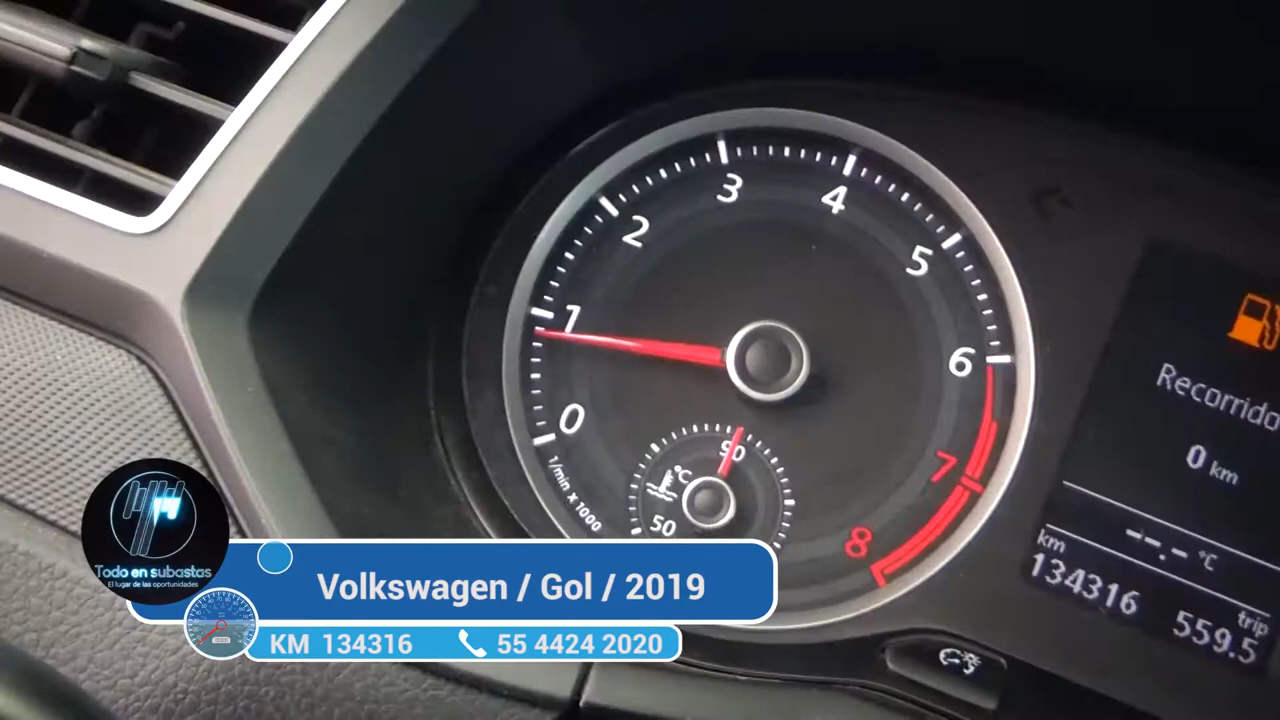 3
4
2
5
1
6
0
7
8
1/min x 1000
90
°C
50
Recorrido
0 km
--.- °C
km
134316
trip
559.5
Todo en subastas
El lugar de las oportunidades
Volkswagen / Gol / 2019
KM 134316
55 4424 2020